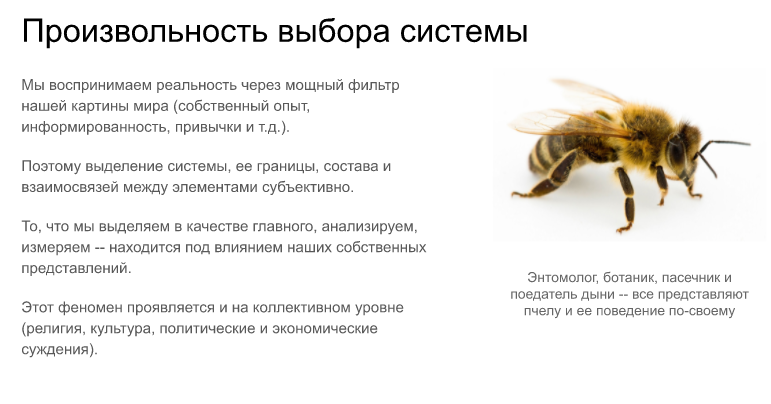 Произвольность выбора системы
Мы воспринимаем реальность через мощный фильтр
нашей картины мира (собственный опыт,
информированность, привычки и т.д.).
Поэтому выделение системы, ее границы, состава и
взаимосвязей между элементами субъективно.
То, что мы выделяем в качестве главного, анализируем,
измеряем -- находится под влиянием наших собственных
представлений.
Этот феномен проявляется и на коллективном уровне
(религия, культура, политические и экономические
суждения).
Энтомолог, ботаник, пасечник и
поедатель дыни -- все представляют
пчелу и ее поведение по-своему